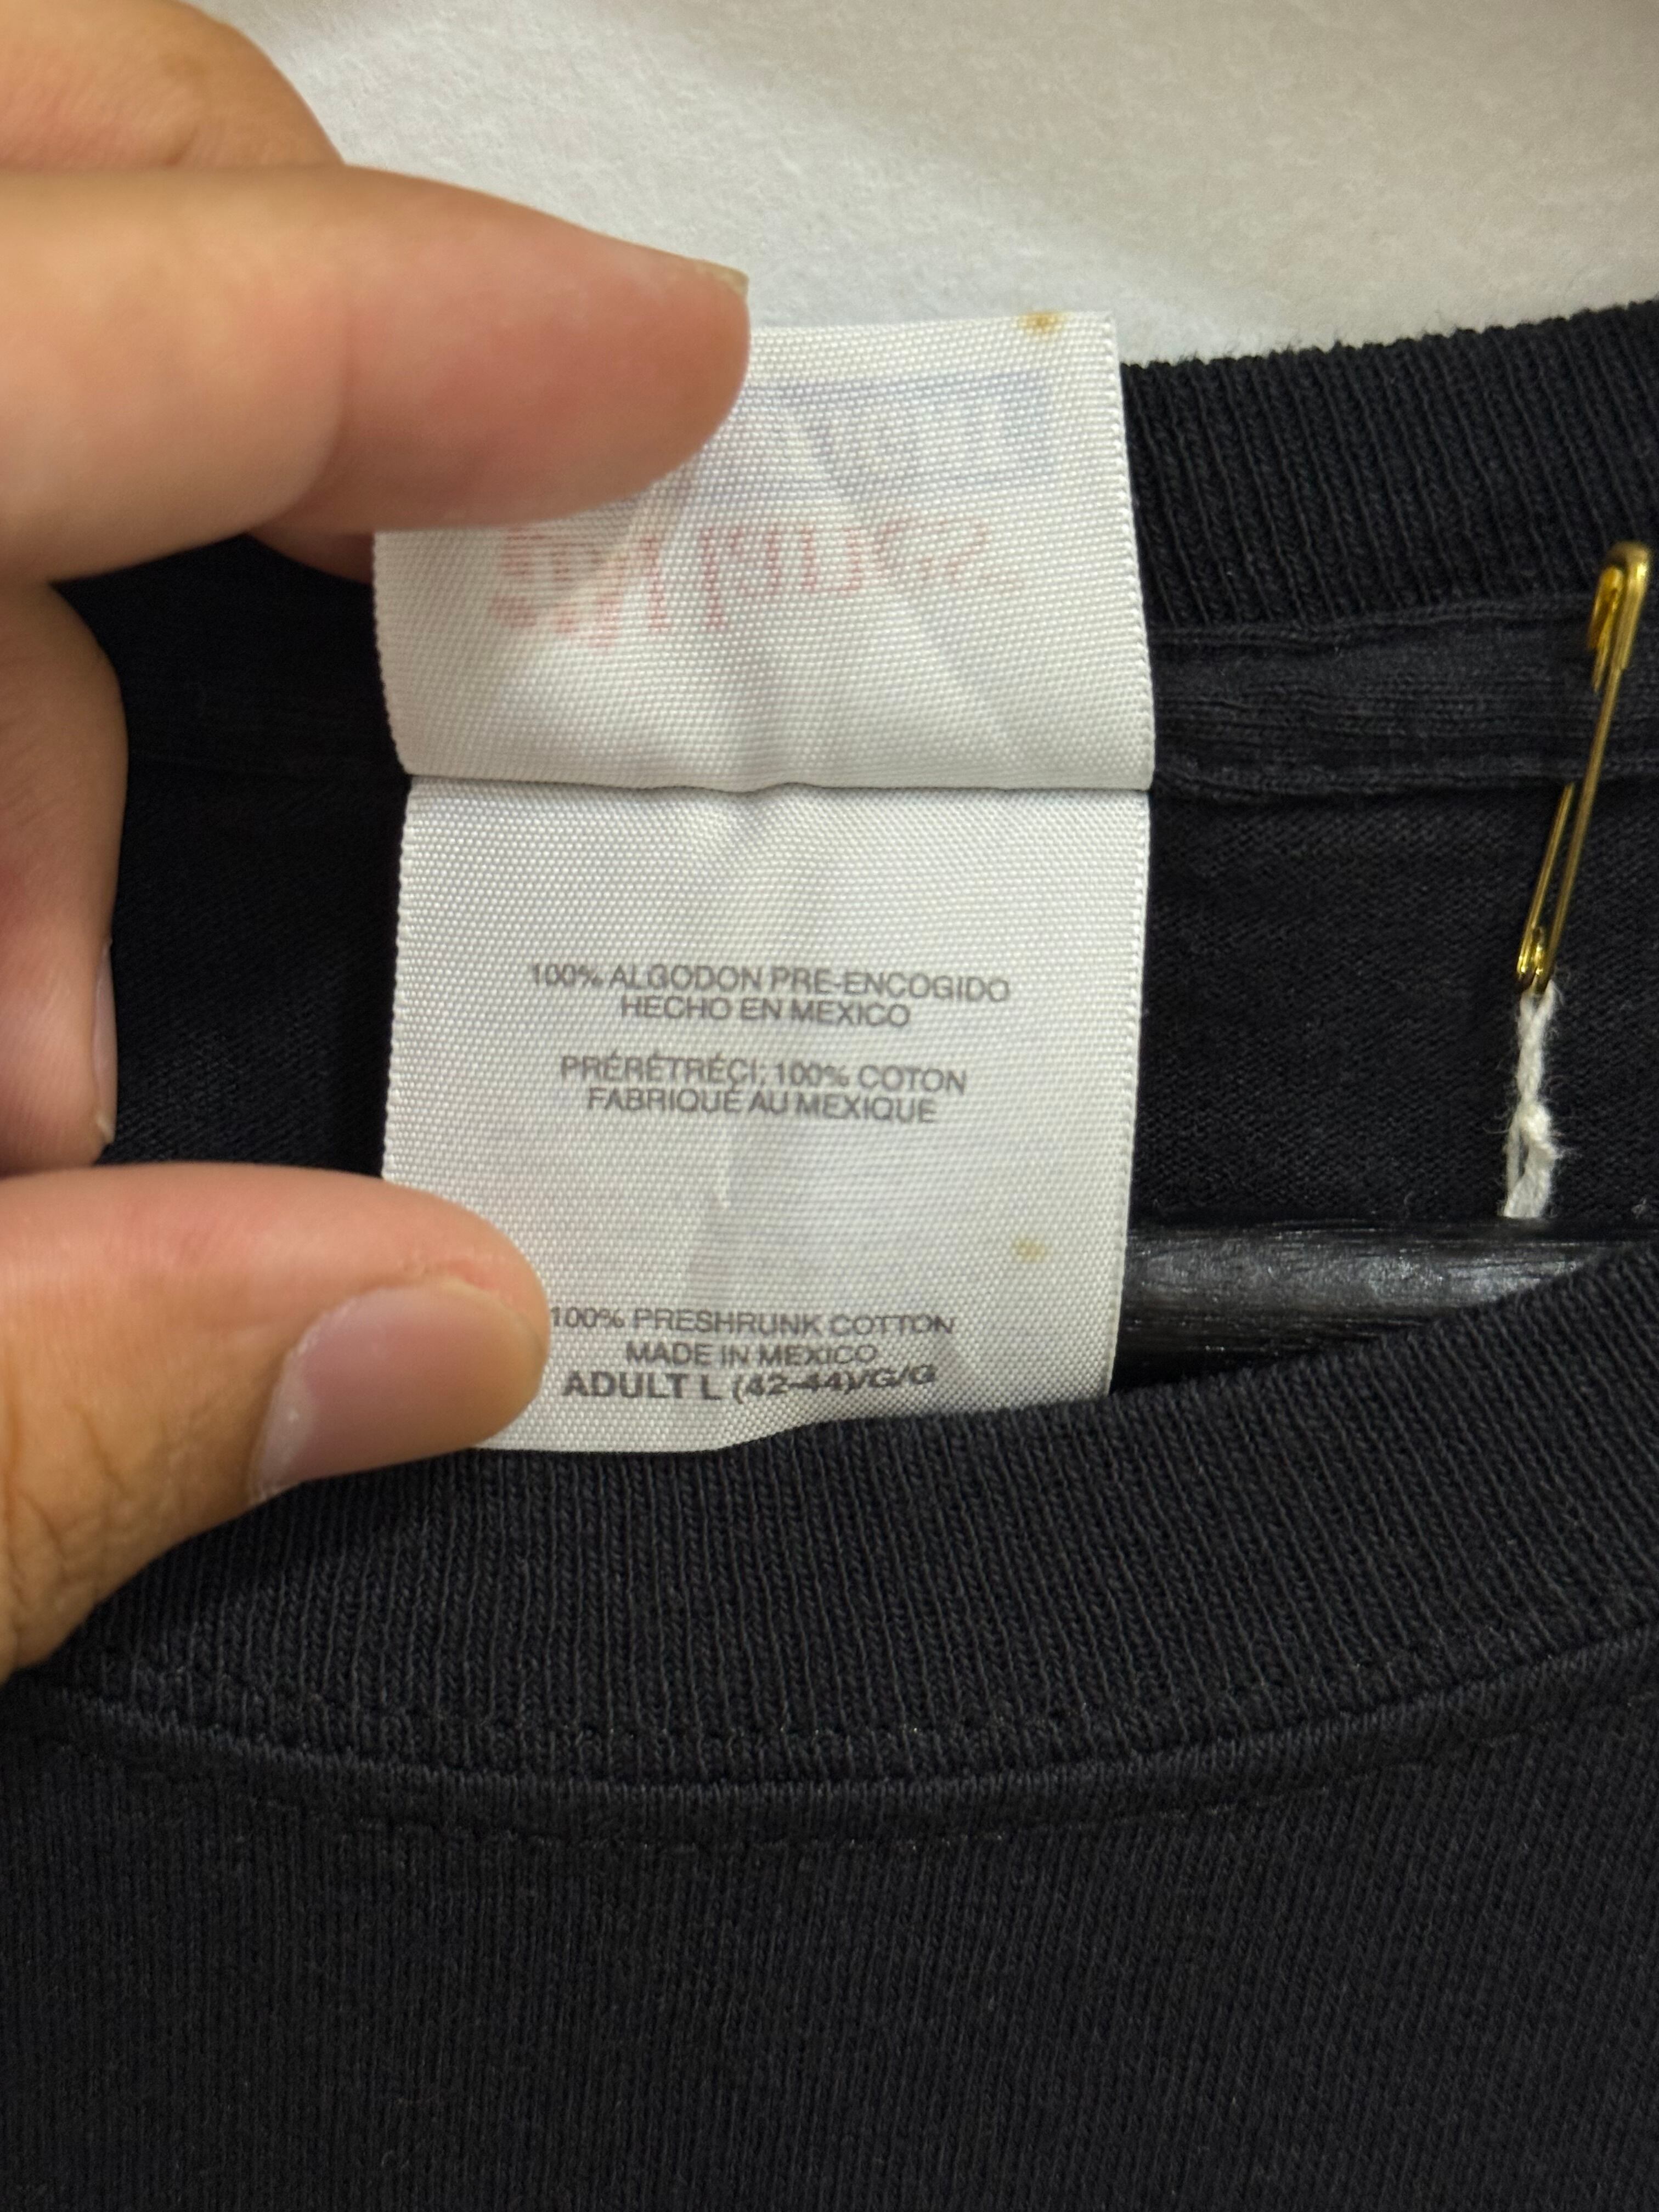 100% ALGODON PRE-ENCOGIDO
HECHO EN MEXICO
PRÉRÉTRÉCI; 100% COTON
FABRIQUÉ AU MEXIQUE
100% PRESHRUNK COTTON
MADE IN MEXICO
ADULT L (42-44)/G/G